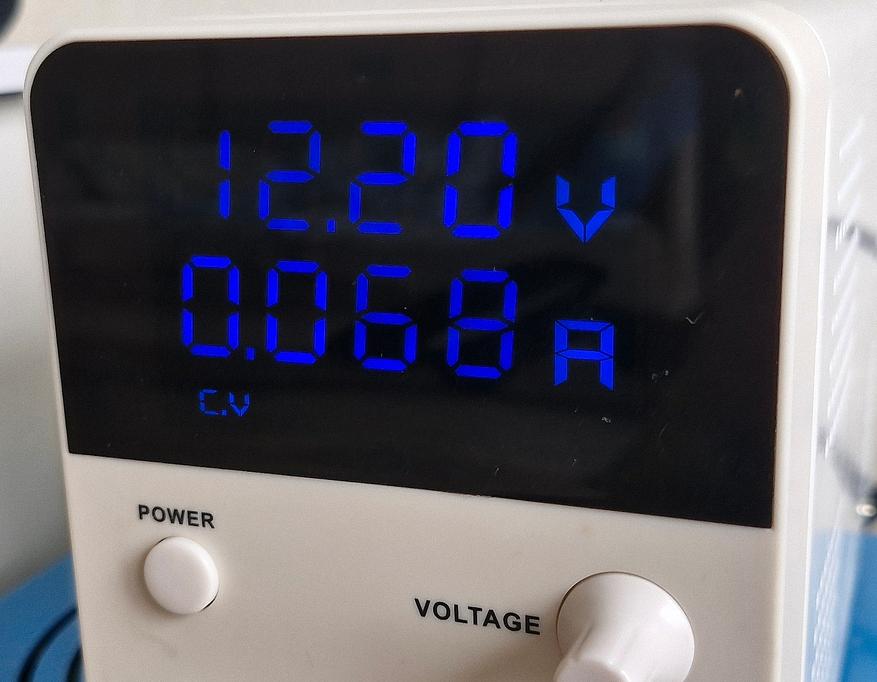 12.20 V
0.068 A
C.V
POWER
VOLTAGE